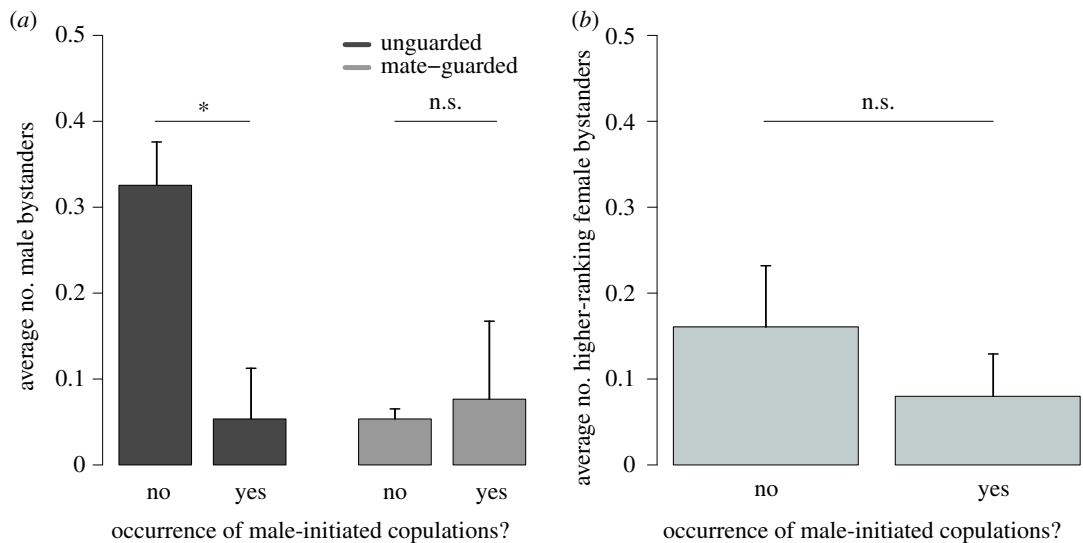 (a)
0.5
0.4
0.3
0.2
0.1
0
average no. male bystanders
unguarded
mate−guarded
*
n.s.
no
yes
no
yes
occurrence of male-initiated copulations?
(b)
0.5
0.4
0.3
0.2
0.1
0
average no. higher-ranking female bystanders
n.s.
no
yes
occurrence of male-initiated copulations?